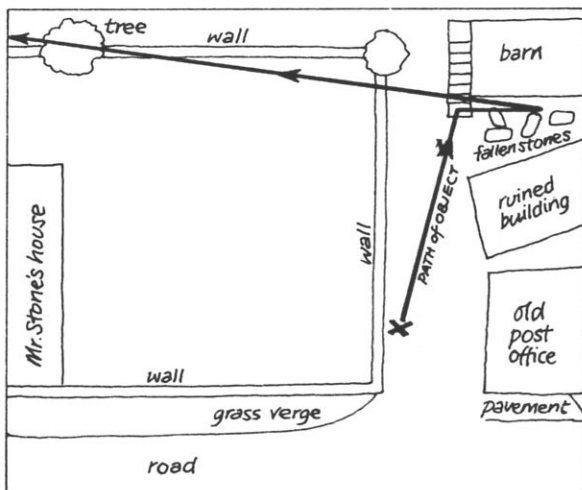 tree
wall
barn
fallen stones
ruined
building
PATH of OBJECT
wall
Mr. Stone's house
old
post
office
wall
grass verge
pavement
road